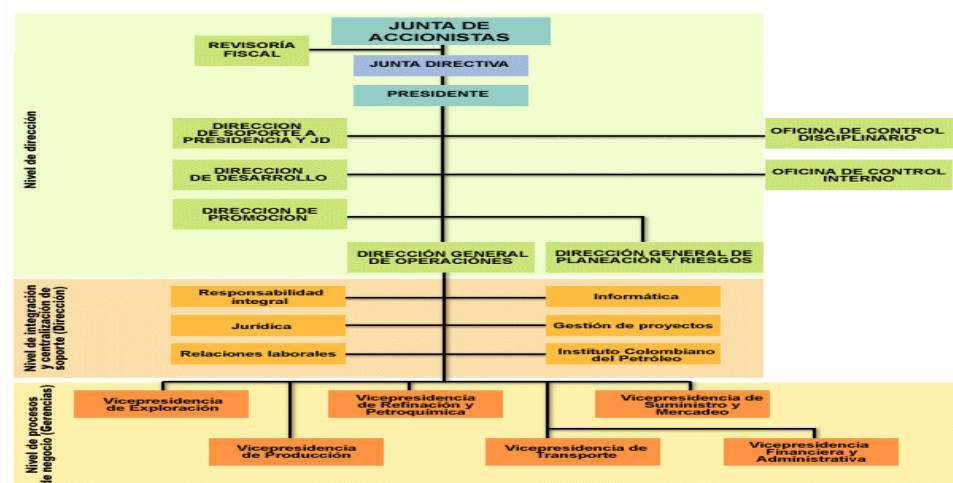 JUNTA DE
ACCIONISTAS
REVISORÍA
FISCAL
JUNTA DIRECTIVA
PRESIDENTE
Nivel de dirección
DIRECCION
DE SOPORTE A
PRESIDENCIA Y JD
OFICINA DE CONTROL
DISCIPLINARIO
DIRECCION
DE DESARROLLO
OFICINA DE CONTROL
INTERNO
DIRECCION DE
PROMOCION
DIRECCIÓN GENERAL
DE OPERACIONES
DIRECCIÓN GENERAL DE
PLANEACIÓN Y RIESGOS
Nivel de integración
y centralización de
soporte (Dirección)
Responsabilidad
integral
Informática
Jurídica
Gestión de proyectos
Relaciones laborales
Instituto Colombiano
del Petróleo
Nivel de procesos
de negocio (Gerencias)
Vicepresidencia
de Exploración
Vicepresidencia
de Refinación y
Petroquímica
Vicepresidencia de
Suministro y
Mercadeo
Vicepresidencia
de Producción
Vicepresidencia de
Transporte
Vicepresidencia
Financiera y
Administrativa